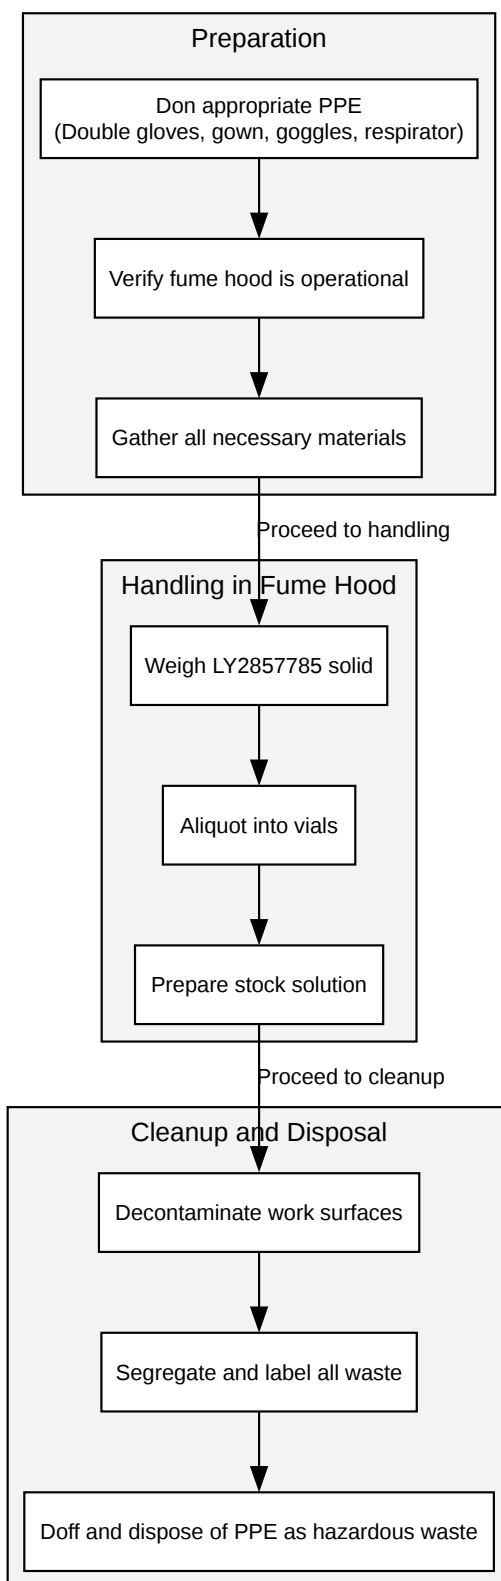 Preparation
Don appropriate PPE
(Double gloves, gown, goggles, respirator)
Verify fume hood is operational
Gather all necessary materials
Proceed to handling
Handling in Fume Hood
Weigh LY2857785 solid
Aliquot into vials
Prepare stock solution
Proceed to cleanup
Cleanup and Disposal
Decontaminate work surfaces
Segregate and label all waste
Doff and dispose of PPE as hazardous waste